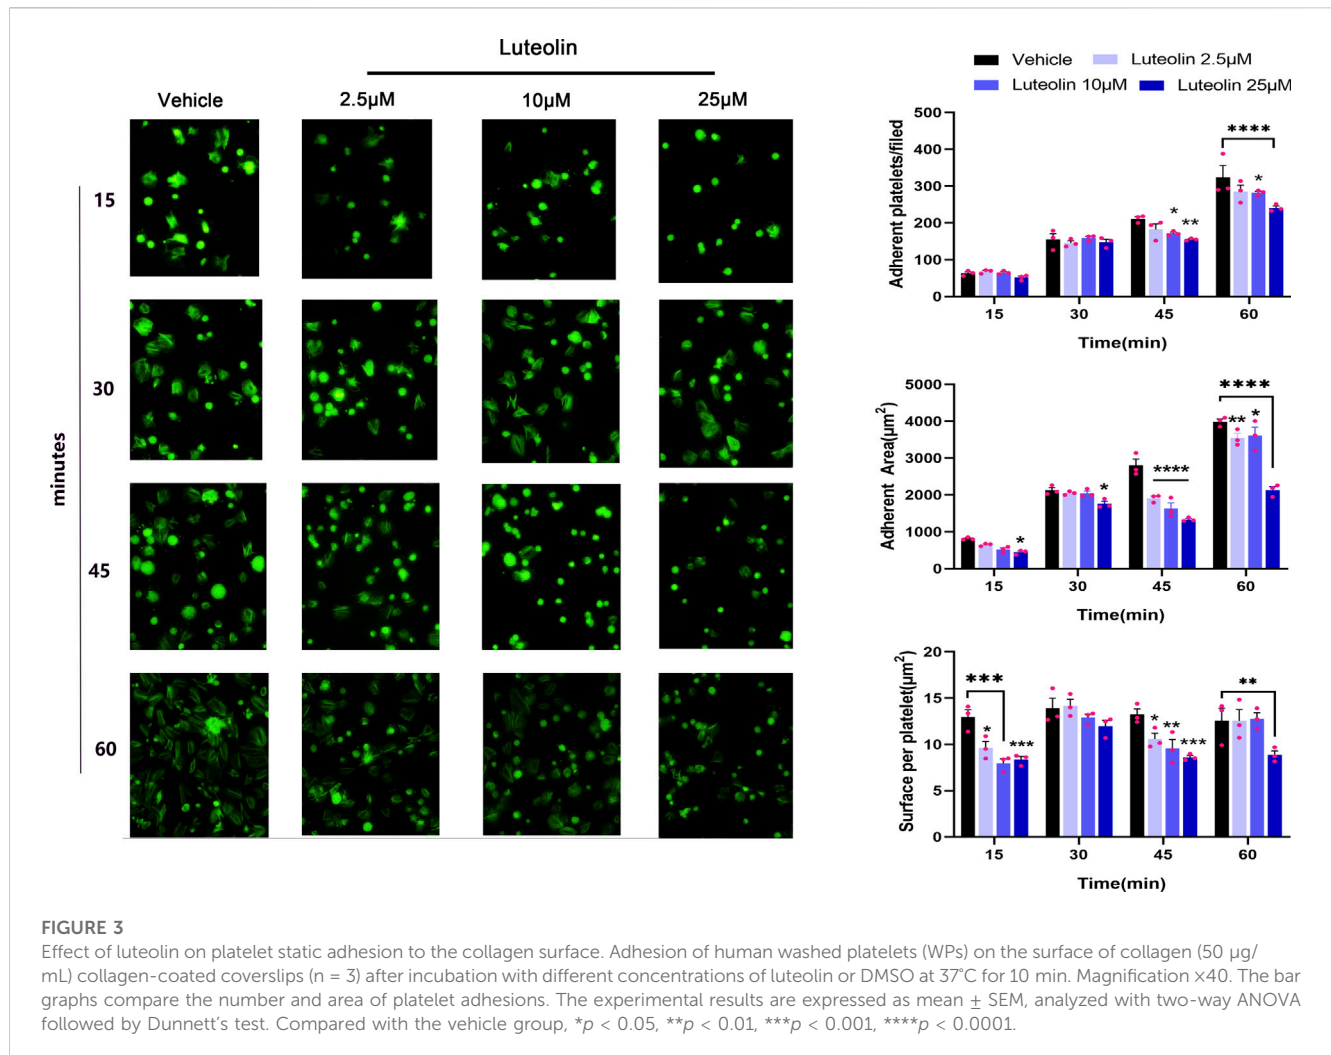 Luteolin
Vehicle
2.5μM
10μM
25μM
minutes
15
30
45
60
Vehicle Luteolin 2.5μM
Luteolin 10μM Luteolin 25μM
Adherent platelets/filed
500
400
300
200
100
0
****
*
* **
15 30 45 60
Time(min)
Adherent Area(μm²)
5000
4000
3000
2000
1000
0
****
** *
****
*
*
15 30 45 60
Time(min)
Surface per platelet(μm²)
20
15
10
5
0
*** **
* ** ***
* ***
15 30 45 60
Time(min)
FIGURE 3
Effect of luteolin on platelet static adhesion to the collagen surface. Adhesion of human washed platelets (WPs) on the surface of collagen (50 μg/
mL) collagen-coated coverslips (n = 3) after incubation with different concentrations of luteolin or DMSO at 37°C for 10 min. Magnification ×40. The bar
graphs compare the number and area of platelet adhesions. The experimental results are expressed as mean ± SEM, analyzed with two-way ANOVA
followed by Dunnett's test. Compared with the vehicle group, *p < 0.05, **p < 0.01, ***p < 0.001, ****p < 0.0001.